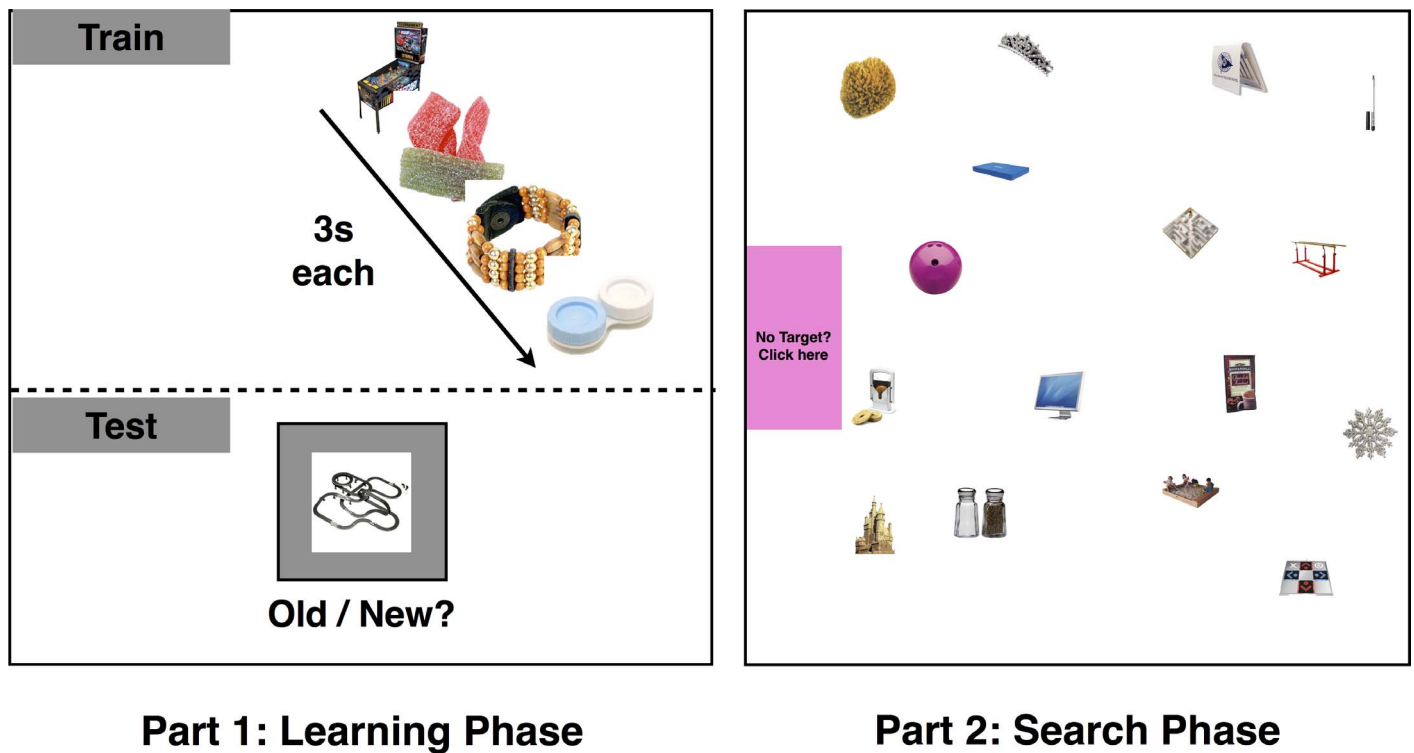 Train
3s
each
Test
Old / New?
Part 1: Learning Phase
No Target?
Click here
Part 2: Search Phase